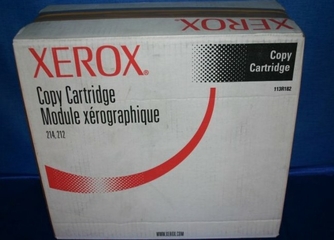 XEROX
XEROX®
Copy
Cartridge
113R182
Copy Cartridge
Module xérographique
214, 212
WWW.XEROX.COM